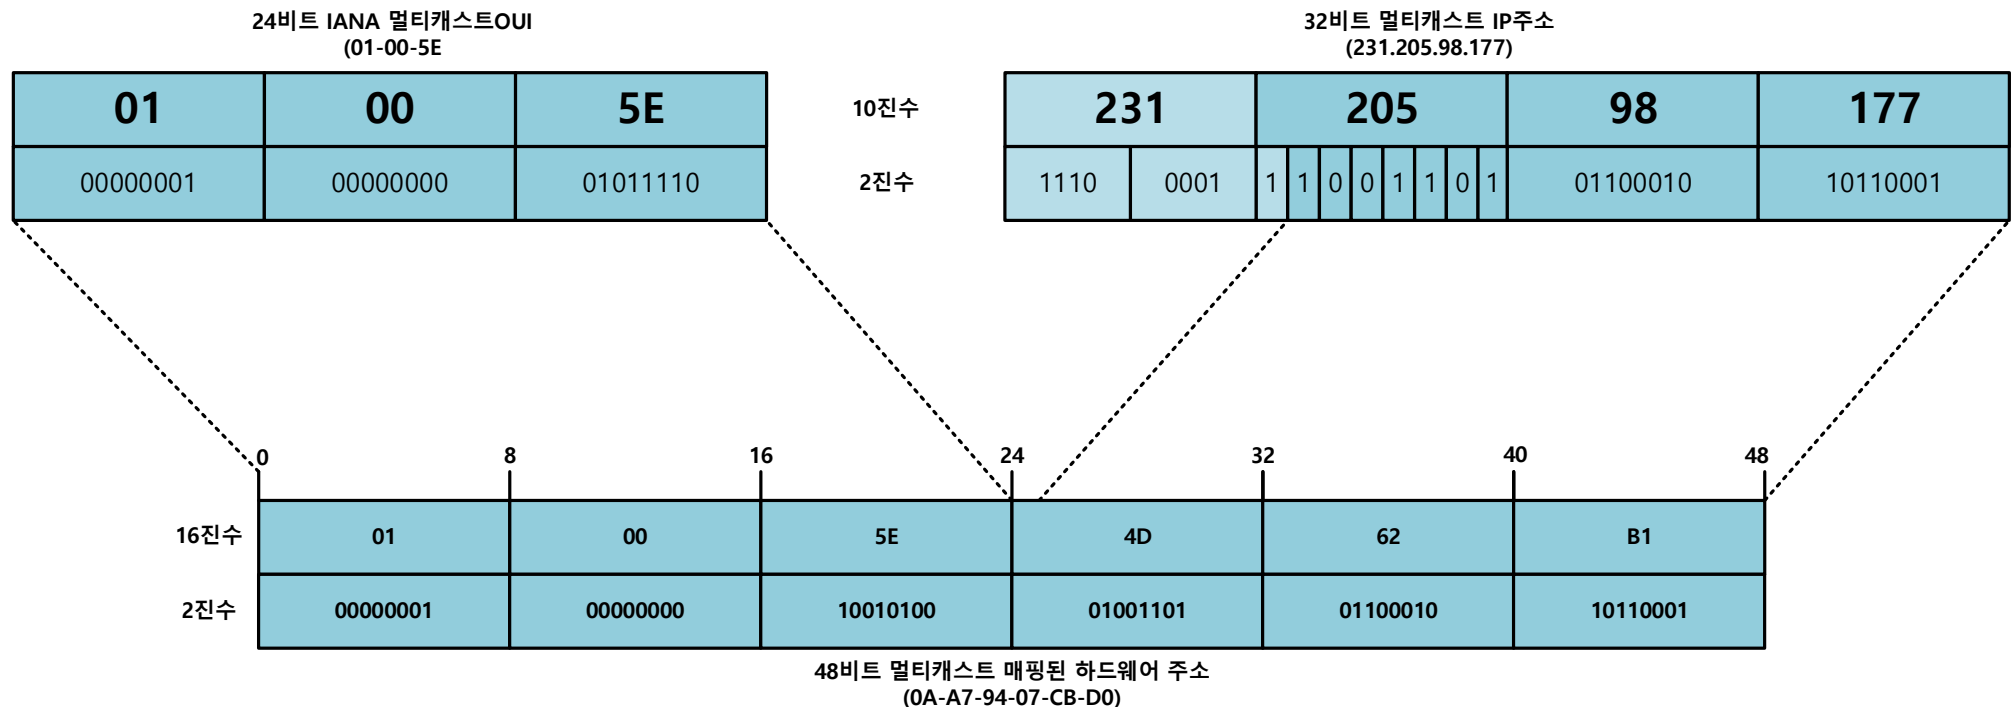 24비트 IANA 멀티캐스트OUI
(01-00-5E
32비트 멀티캐스트 IP주소
(231.205.98.177)
01 00 5E
10진수 231 205 98 177
00000001 00000000 01011110
2진수 1110 0001 1 1 0 0 1 1 0 1 01100010 10110001
0 8 16 24 32 40 48
16진수 01 00 5E 4D 62 B1
2진수 00000001 00000000 10010100 01001101 01100010 10110001
48비트 멀티캐스트 매핑된 하드웨어 주소
(0A-A7-94-07-CB-D0)